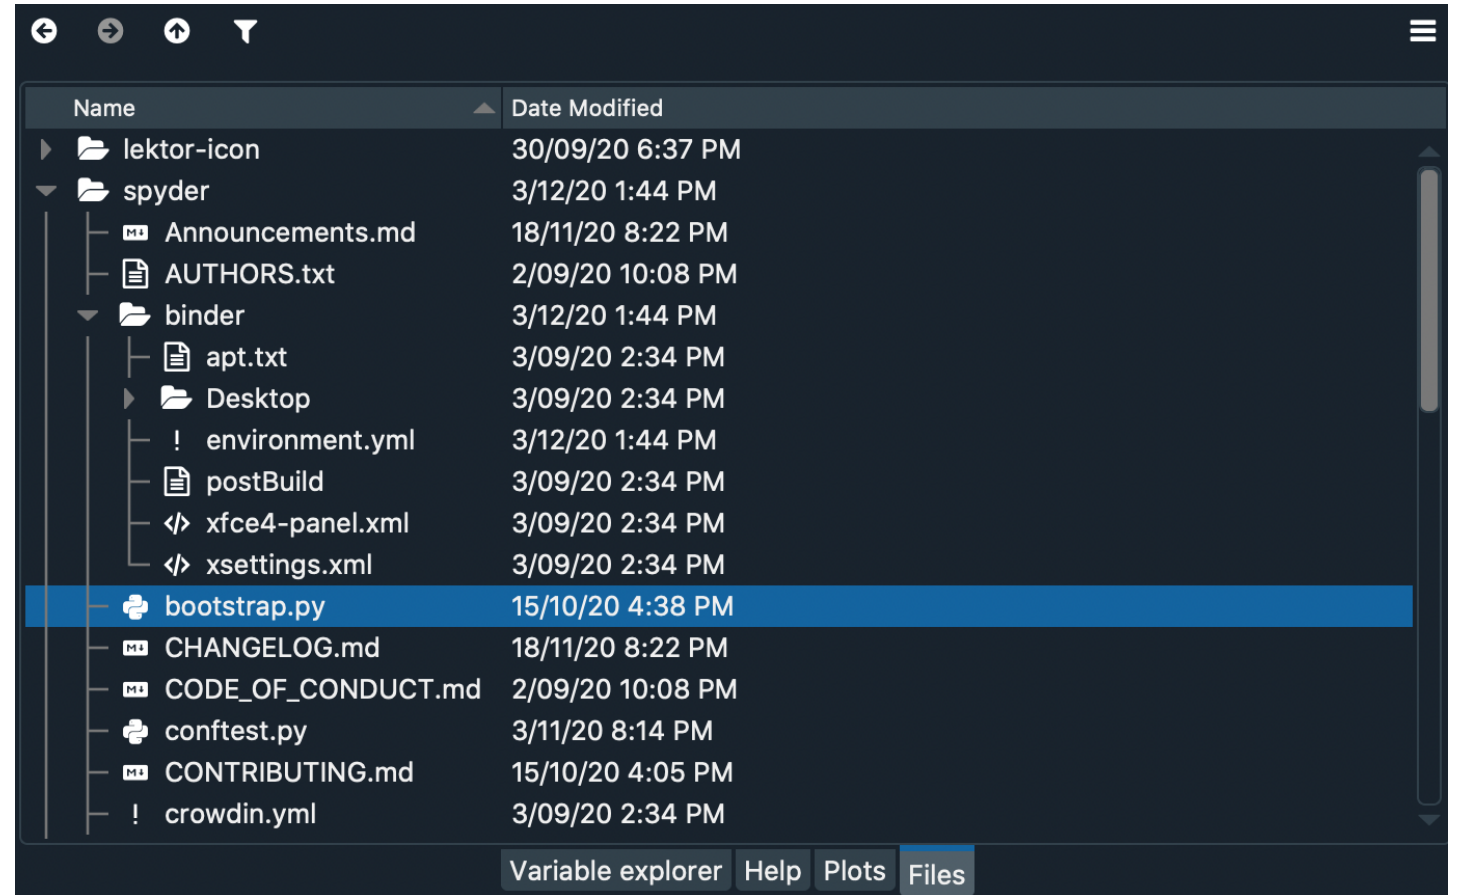 Name Date Modified
lektor-icon 30/09/20 6:37 PM
spyder 3/12/20 1:44 PM
Announcements.md 18/11/20 8:22 PM
AUTHORS.txt 2/09/20 10:08 PM
binder 3/12/20 1:44 PM
apt.txt 3/09/20 2:34 PM
Desktop 3/09/20 2:34 PM
! environment.yml 3/12/20 1:44 PM
postBuild 3/09/20 2:34 PM
</> xfce4-panel.xml 3/09/20 2:34 PM
</> xsettings.xml 3/09/20 2:34 PM
bootstrap.py 15/10/20 4:38 PM
CHANGELOG.md 18/11/20 8:22 PM
CODE_OF_CONDUCT.md 2/09/20 10:08 PM
conftest.py 3/11/20 8:14 PM
CONTRIBUTING.md 15/10/20 4:05 PM
! crowdin.yml 3/09/20 2:34 PM
Variable explorer Help Plots Files